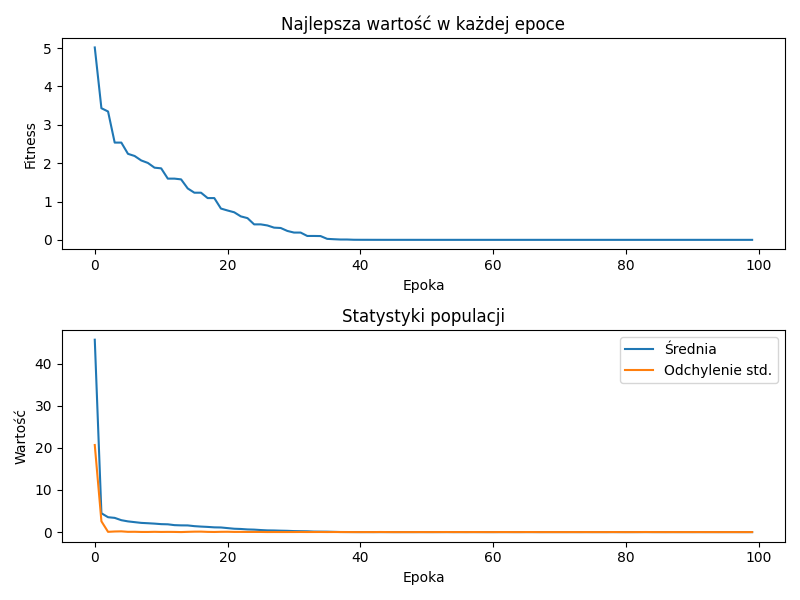 Najlepsza wartość w każdej epoce
5
4
3
2
1
0
Fitness
0 20 40 60 80 100
Epoka
Statystyki populacji
40
30
20
10
0
Wartość
Średnia
Odchylenie std.
0 20 40 60 80 100
Epoka